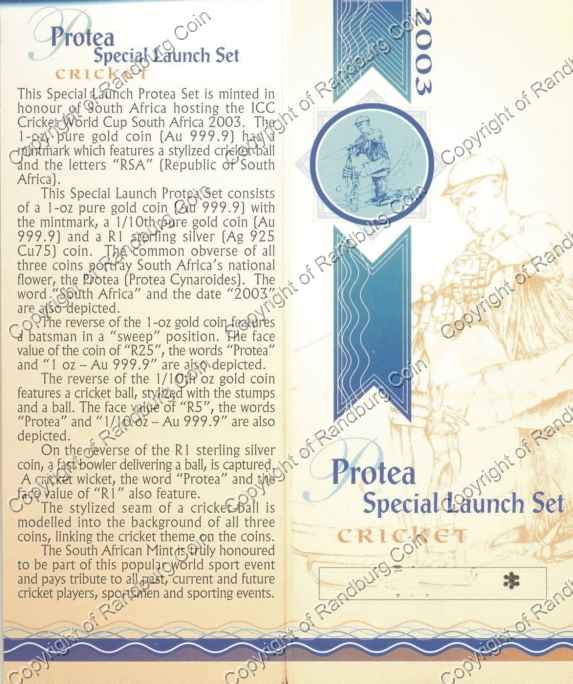 Protea
Special Launch Set
CRICKET
This Special Launch Protea Set is minted in
honour of South Africa hosting the ICC
Cricket World Cup South Africa 2003. The
1-oz pure gold coin (Au 999.9) has a
mintmark which features a stylized cricket ball
and the letters "RSA" (Republic of South
Africa).
This Special Launch Protea Set consists
of a 1-oz pure gold coin (Au 999.9) with
the mintmark, a 1/10th pure gold coin (Au
999.9) and a R1 sterling silver (Ag 925
Cu75) coin. The common obverse of all
three coins portray South Africa's national
flower, the Protea (Protea Cynaroides). The
word "South Africa" and the date "2003"
are also depicted.
The reverse of the 1-oz gold coin features
a batsman in a "sweep" position. The face
value of the coin of "R25", the words "Protea"
and "1 oz – Au 999.9" are also depicted.
The reverse of the 1/10th oz gold coin
features a cricket ball, stylized with the stumps
and a ball. The face value of "R5", the words
"Protea" and "1/10 oz – Au 999.9" are also
depicted.
On the reverse of the R1 sterling silver
coin, a fast bowler delivering a ball, is captured.
A cricket wicket, the word "Protea" and the
face value of "R1" also feature.
The stylized seam of a cricket ball is
modelled into the background of all three
coins, linking the cricket theme on the coins.
The South African Mint is truly honoured
to be part of this popular world sport event
and pays tribute to all past, current and future
cricket players, sportsmen and sporting events.
2003
Protea
Special Launch Set
CRICKET
*
Copyright of Randburg Coin